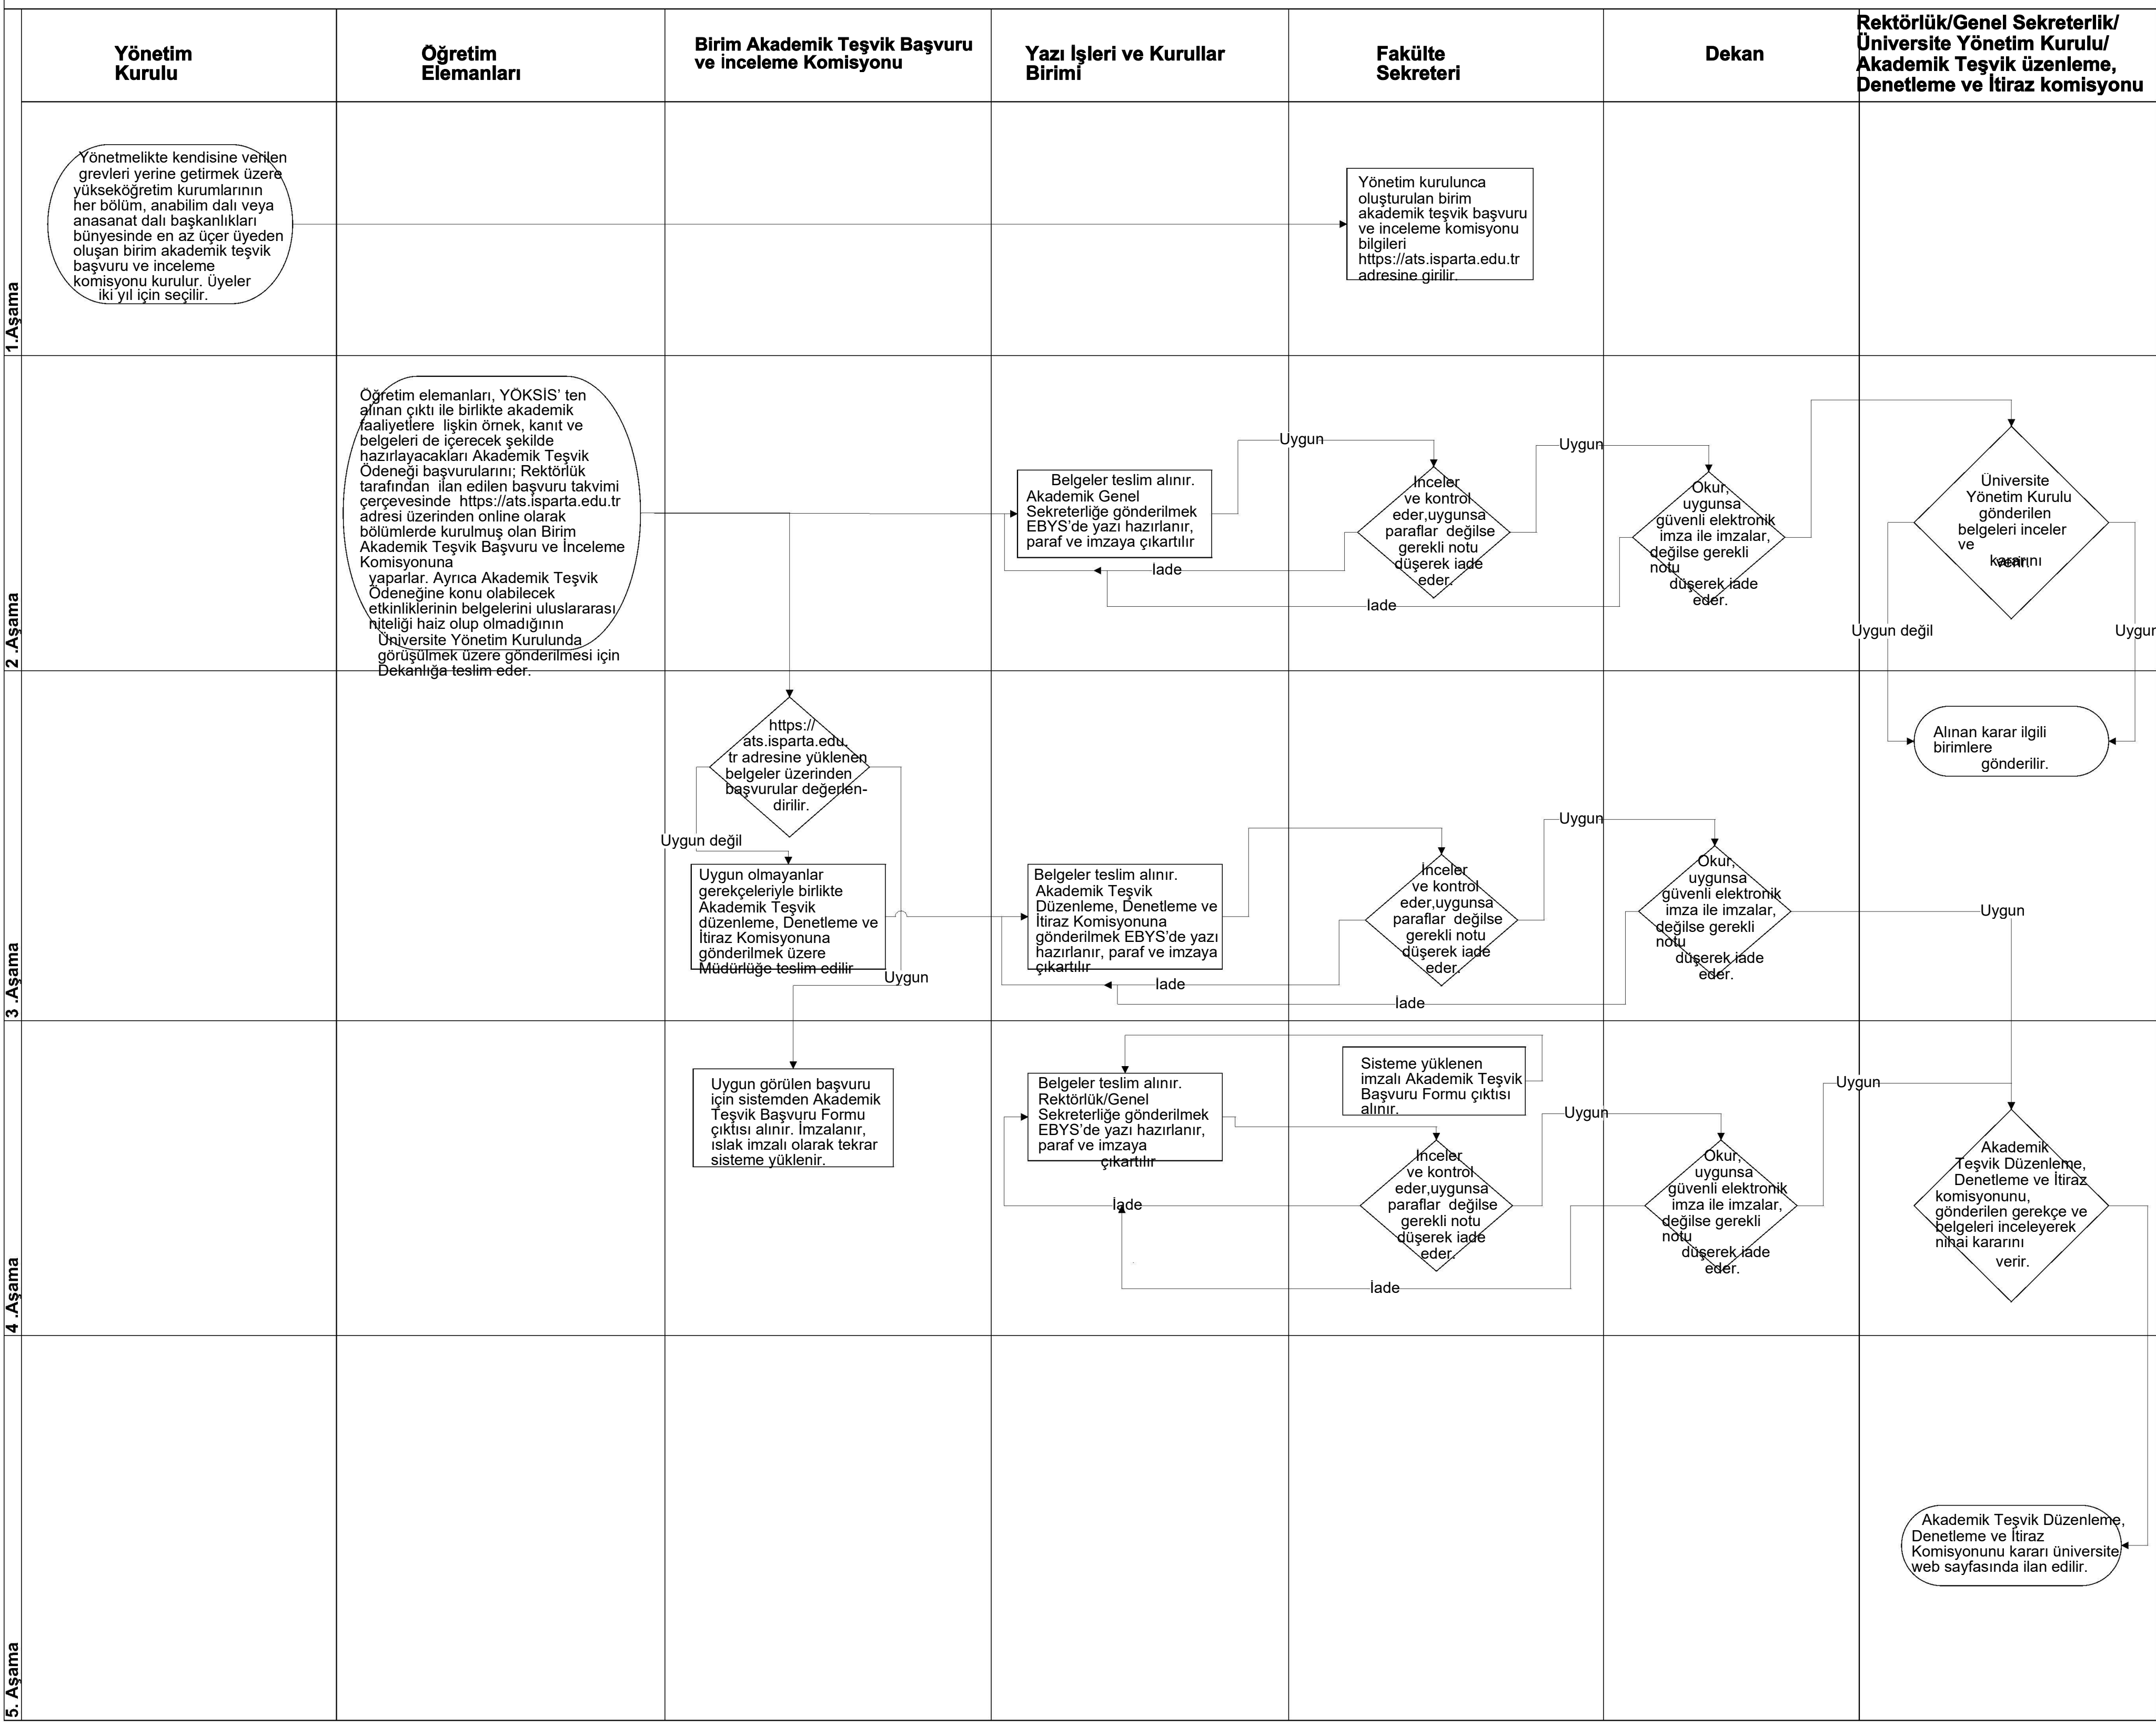 Yönetim
Kurulu
Öğretim
Elemanları
Birim Akademik Teşvik Başvuru
ve İnceleme Komisyonu
Yazı İşleri ve Kurullar
Birimi
Fakülte
Sekreteri
Dekan
Rektörlük/Genel Sekreterlik/
Üniversite Yönetim Kurulu/
Akademik Teşvik üzenleme,
Denetleme ve İtiraz komisyonu
1.Aşama
Yönetmelikte kendisine verilen
grevleri yerine getirmek üzere
yükseköğretim kurumlarının
her bölüm, anabilim dalı veya
anasanat dalı başkanlıkları
bünyesinde en az üçer üyeden
oluşan birim akademik teşvik
başvuru ve inceleme
komisyonu kurulur. Üyeler
iki yıl için seçilir.
Yönetim kurulunca
oluşturulan birim
akademik teşvik başvuru
ve inceleme komisyonu
bilgileri
https://ats.isparta.edu.tr
adresine girilir.
2 .Aşama
Öğretim elemanları, YÖKSİS' ten
alınan çıktı ile birlikte akademik
faaliyetlere  lişkin örnek, kanıt ve
belgeleri de içerecek şekilde
hazırlayacakları Akademik Teşvik
Ödeneği başvurularını; Rektörlük
tarafından  ilan edilen başvuru takvimi
çerçevesinde  https://ats.isparta.edu.tr
adresi üzerinden online olarak
bölümlerde kurulmuş olan Birim
Akademik Teşvik Başvuru ve İnceleme
Komisyonuna
yaparlar. Ayrıca Akademik Teşvik
Ödeneğine konu olabilecek
etkinliklerinin belgelerini uluslararası
niteliği haiz olup olmadığının
Üniversite Yönetim Kurulunda
görüşülmek üzere gönderilmesi için
Dekanlığa teslim eder.
Belgeler teslim alınır.
Akademik Genel
Sekreterliğe gönderilmek
EBYS'de yazı hazırlanır,
paraf ve imzaya çıkartılır
Uygun
İnceler
ve kontrol
eder,uygunsa
paraflar  değilse
gerekli notu
düşerek iade
eder.
İade
Uygun
Okur,
uygunsa
güvenli elektronik
imza ile imzalar,
değilse gerekli
notu
düşerek iade
eder.
İade
Üniversite
Yönetim Kurulu
gönderilen
belgeleri inceler
ve
kararını
verir.
Uygun değil
Uygun
3 .Aşama
https://
ats.isparta.edu.
tr adresine yüklenen
belgeler üzerinden
başvurular değerlen-
dirilir.
Uygun değil
Uygun olmayanlar
gerekçeleriyle birlikte
Akademik Teşvik
düzenleme, Denetleme ve
İtiraz Komisyonuna
gönderilmek üzere
Müdürlüğe teslim edilir
Uygun
Belgeler teslim alınır.
Akademik Teşvik
Düzenleme, Denetleme ve
İtiraz Komisyonuna
gönderilmek EBYS'de yazı
hazırlanır, paraf ve imzaya
çıkartılır
İnceler
ve kontrol
eder,uygunsa
paraflar  değilse
gerekli notu
düşerek iade
eder.
İade
Uygun
Okur,
uygunsa
güvenli elektronik
imza ile imzalar,
değilse gerekli
notu
düşerek iade
eder.
İade
Uygun
Alınan karar ilgili
birimlere
gönderilir.
4 .Aşama
Uygun görülen başvuru
için sistemden Akademik
Teşvik Başvuru Formu
çıktısı alınır. İmzalanır,
ıslak imzalı olarak tekrar
sisteme yüklenir.
Belgeler teslim alınır.
Rektörlük/Genel
Sekreterliğe gönderilmek
EBYS'de yazı hazırlanır,
paraf ve imzaya
çıkartılır
Sisteme yüklenen
imzalı Akademik Teşvik
Başvuru Formu çıktısı
alınır.
İnceler
ve kontrol
eder,uygunsa
paraflar  değilse
gerekli notu
düşerek iade
eder.
İade
Uygun
Okur,
uygunsa
güvenli elektronik
imza ile imzalar,
değilse gerekli
notu
düşerek iade
eder.
İade
Uygun
Akademik
Teşvik Düzenleme,
Denetleme ve İtiraz
komisyonunu,
gönderilen gerekçe ve
belgeleri inceleyerek
nihai kararını
verir.
5. Aşama
Akademik Teşvik Düzenleme,
Denetleme ve İtiraz
Komisyonunu kararı üniversite
web sayfasında ilan edilir.